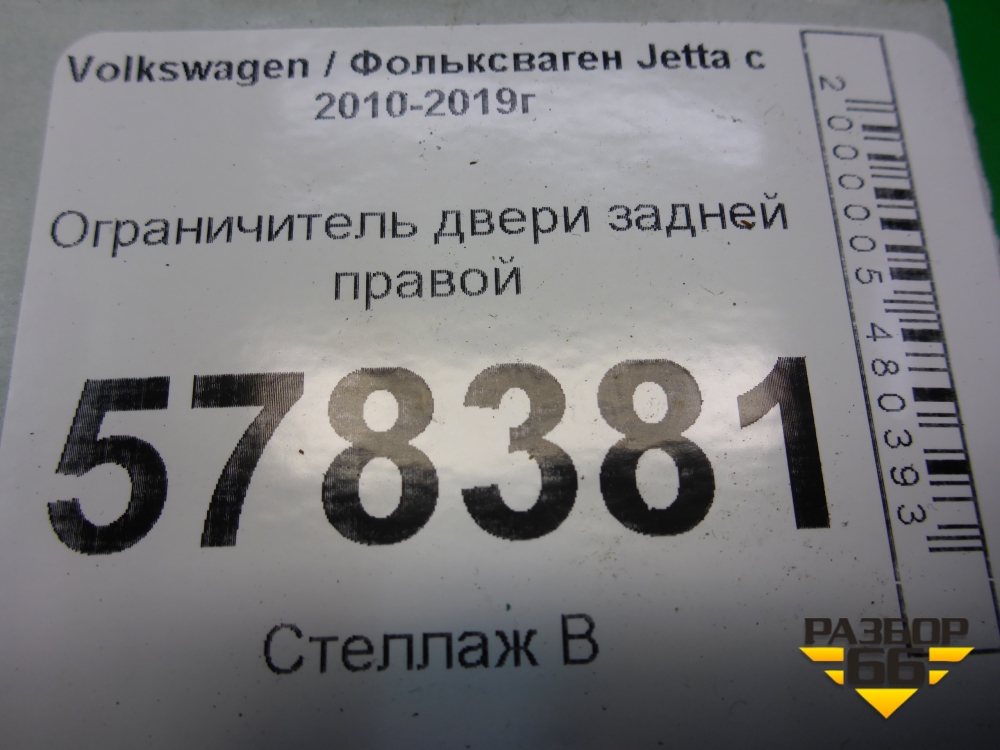 Volkswagen / Фольксваген Jetta с
2010-2019г
Ограничитель двери задней
правой
578381
Стеллаж В
2000005480393
РАЗБОР
66